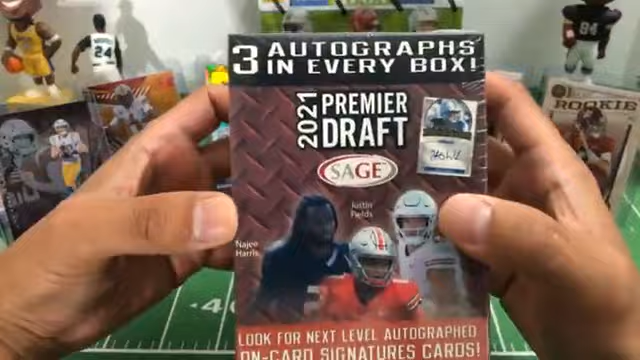 3 AUTOGRAPHS
IN EVERY BOX!
2021 PREMIER
DRAFT
SAGE
Justin
Fields
Najee
Harris
LOOK FOR NEXT LEVEL AUTOGRAPHED
ON-CARD SIGNATURES CARDS!
24
84
ROOKIE
4